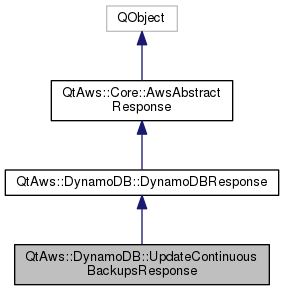 QObject
QtAws::Core::AwsAbstract
Response
QtAws::DynamoDB::DynamoDBResponse
QtAws::DynamoDB::UpdateContinuous
BackupsResponse